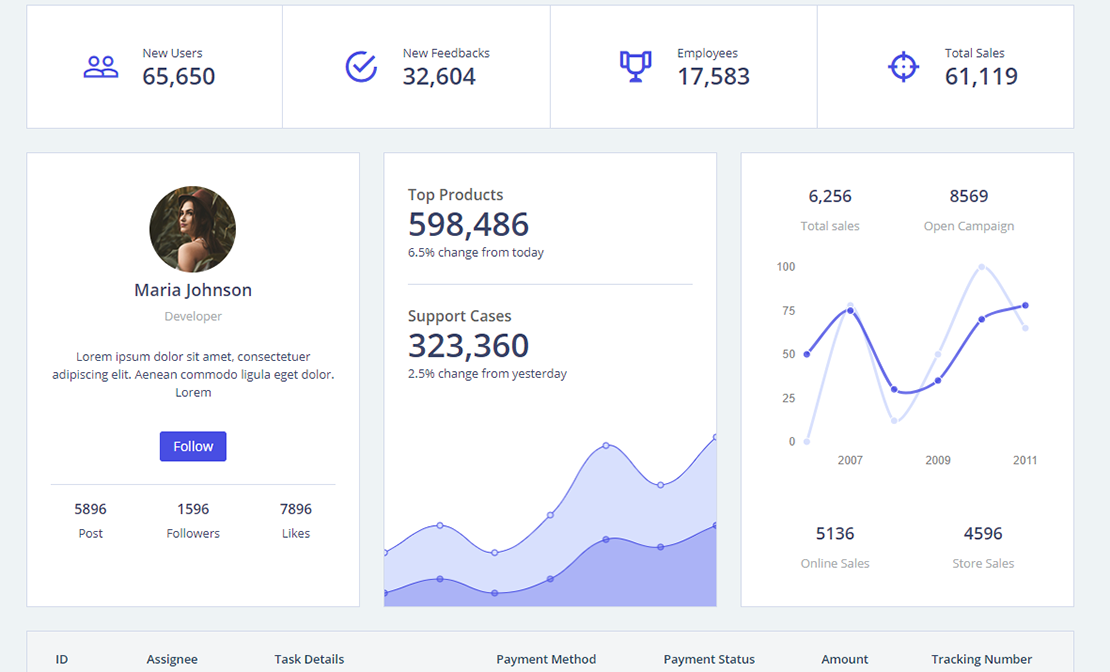 New Users
65,650
New Feedbacks
32,604
Employees
17,583
Total Sales
61,119
Maria Johnson
Developer
Lorem ipsum dolor sit amet, consectetuer
adipiscing elit. Aenean commodo ligula eget dolor.
Lorem
Follow
5896 1596 7896
Post Followers Likes
Top Products
598,486
6.5% change from today
Support Cases
323,360
2.5% change from yesterday
6,256 8569
Total sales Open Campaign
100
75
50
25
0
2007 2009 2011
5136 4596
Online Sales Store Sales
ID Assignee Task Details Payment Method Payment Status Amount Tracking Number